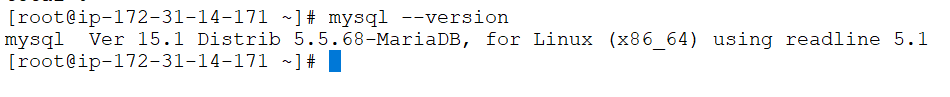 [root@ip-172-31-14-171 ~]# mysql --version
mysql  Ver 15.1 Distrib 5.5.68-MariaDB, for Linux (x86_64) using readline 5.1
[root@ip-172-31-14-171 ~]#